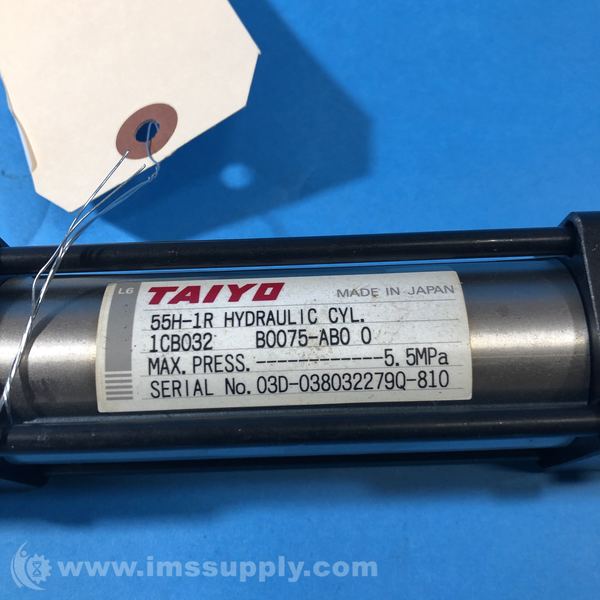 L6 TAIYO MADE IN JAPAN
55H-1R HYDRAULIC CYL.
1CB032 B0075-AB0 0
MAX. PRESS. --------------5.5MPa
SERIAL No. 03D-038032279Q-810
www.imssupply.com